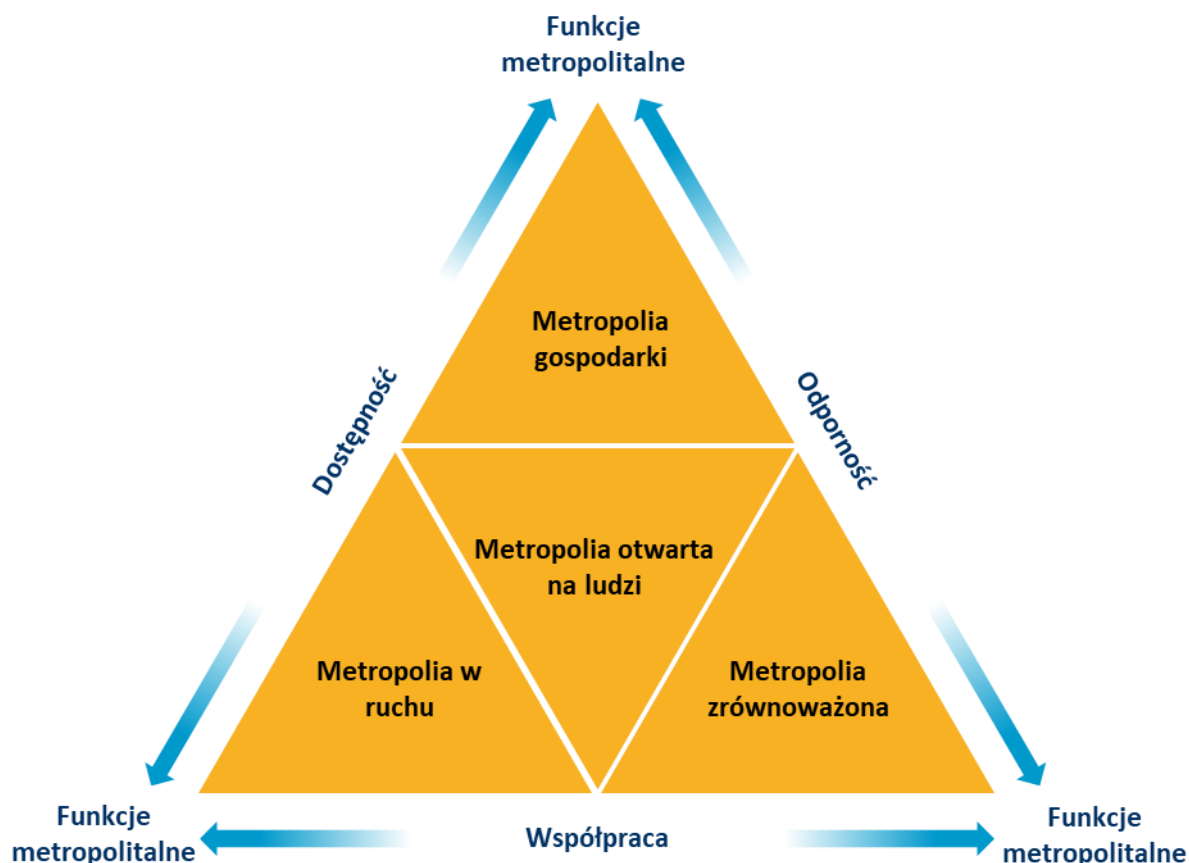 Funkcje
metropolitalne
Metropolia
gospodarki
Dostępność
Odporność
Metropolia otwarta
na ludzi
Metropolia w
ruchu
Metropolia
zrównoważona
Funkcje
metropolitalne
Współpraca
Funkcje
metropolitalne